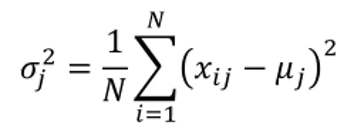 σ_j^2 = \frac{1}{N} \sum_{i=1}^{N} (x_{ij} − μ_j)^2